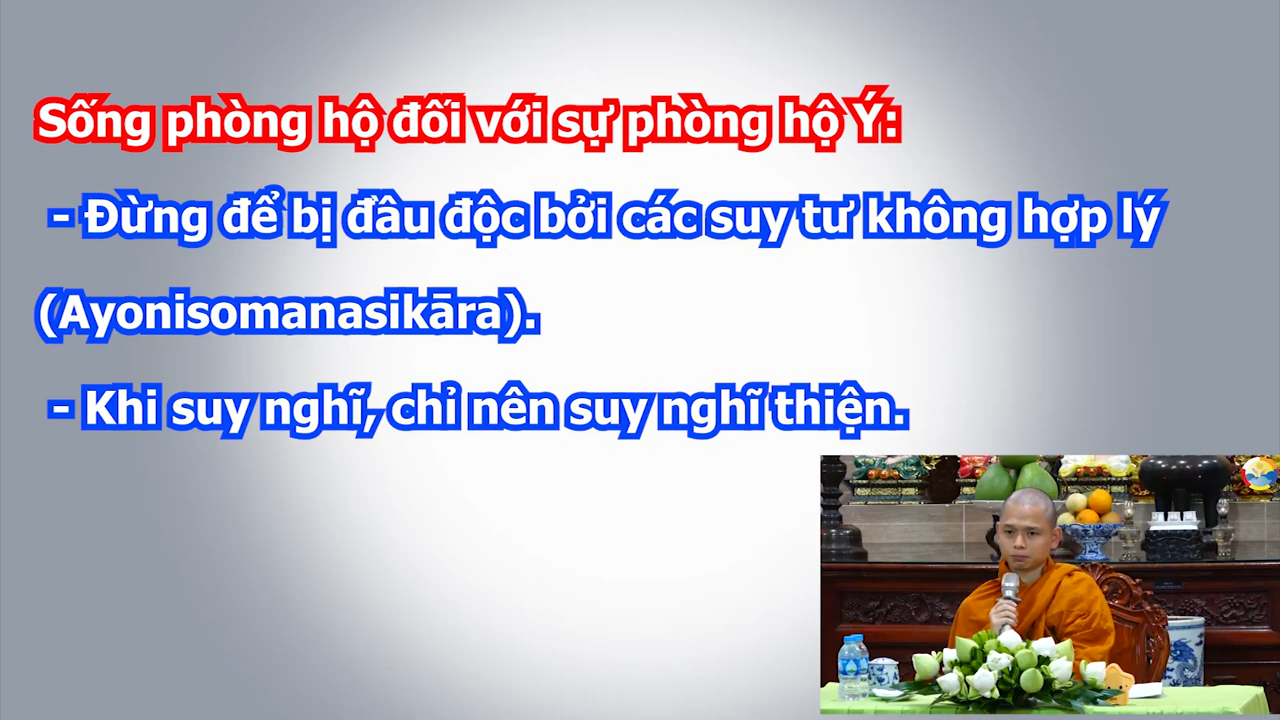 Sống phòng hộ đối với sự phòng hộ Ý:
- Đừng để bị đầu độc bởi các suy tư không hợp lý
(Ayonisomanasikāra).
- Khi suy nghĩ, chỉ nên suy nghĩ thiện.